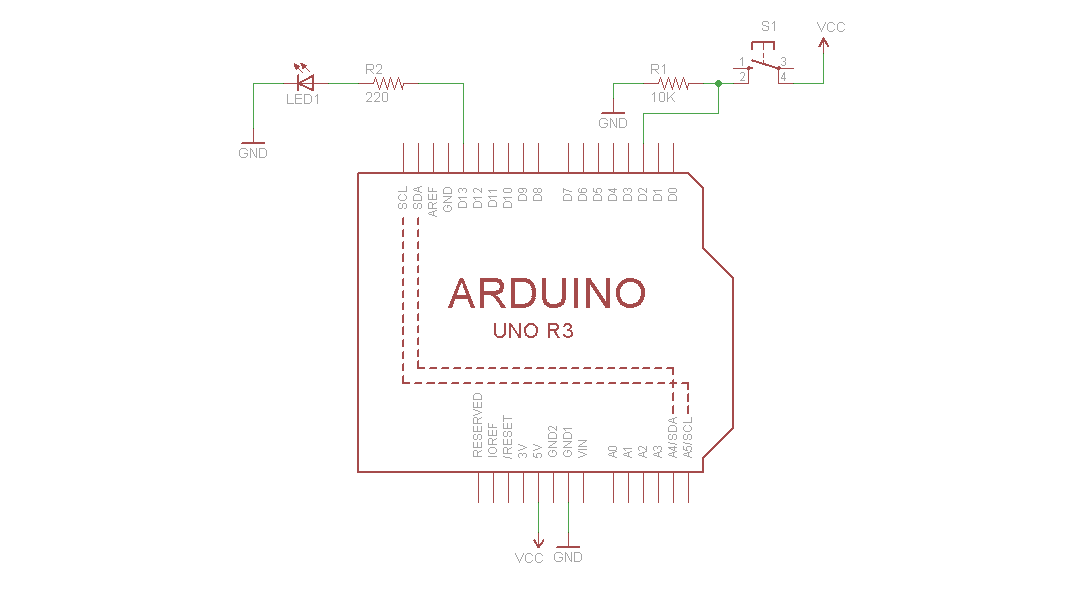 S1
VCC
1
3
2
4
R2
220
LED1
GND
R1
10K
GND
SCL
SDA
AREF
GND
D13
D12
D11
D10
D9
D8
D7
D6
D5
D4
D3
D2
D1
D0
ARDUINO
UNO R3
RESERVED
IOREF
/RESET
3V
5V
GND2
GND1
VIN
A0
A1
A2
A3
A4/SDA
A5/SCL
VCC
GND